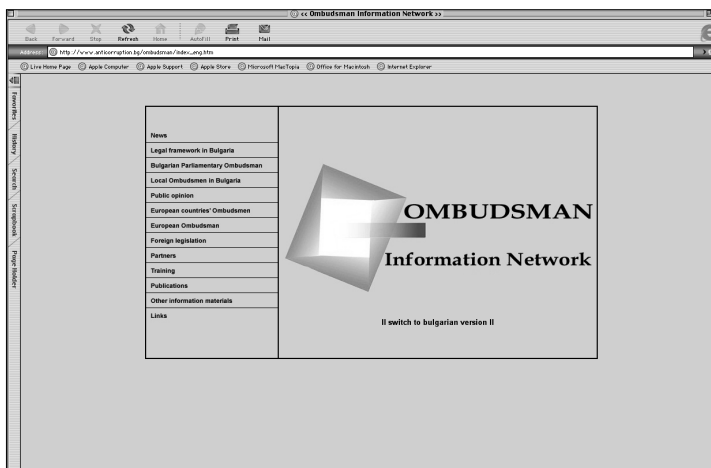 << Ombudsman Information Network >>
Back Forward Stop Refresh Home AutoFill Print Mail
Address http://www.anticorruption.bg/ombudsman/index_eng.htm
Live Home Page Apple Computer Apple Support Apple Store Microsoft MacTopia Office for Macintosh Internet Explorer
Favorites
History
Search
Scrapbook
Page Holder
News
Legal framework in Bulgaria
Bulgarian Parliamentary Ombudsman
Local Ombudsmen in Bulgaria
Public opinion
European countries' Ombudsmen
European Ombudsman
Foreign legislation
Partners
Training
Publications
Other information materials
Links
OMBUDSMAN
Information Network
II switch to bulgarian version II